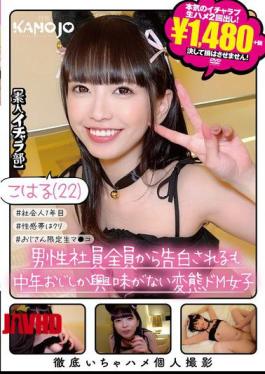 KANOJO
本気のイチャラブ
生ハメ2回出し!
¥1,480
+税
決して損はさせません!
DVD
【素人イチャラ部】
こはる(22)
#社会人1年目
#性感帯はクリ
#おじさん限定生マ●コ
男性社員全員から告白されるも
中年おじしか興味がない変態ドM女子
JAVHD
徹底いちゃハメ個人撮影